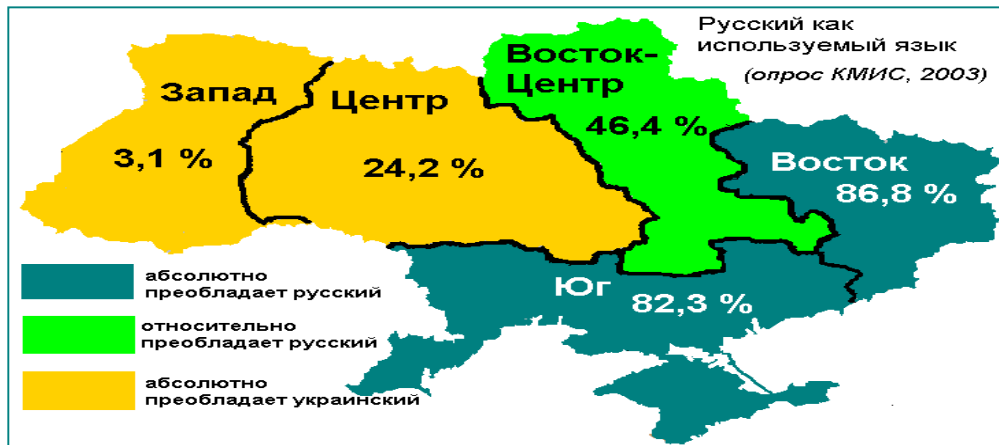 Русский как
используемый язык
(опрос КМИС, 2003)
Восток-
Центр
46,4 %
Запад
3,1 %
Центр
24,2 %
Восток
86,8 %
Юг
82,3 %
абсолютно
преобладает русский
относительно
преобладает русский
абсолютно
преобладает украинский